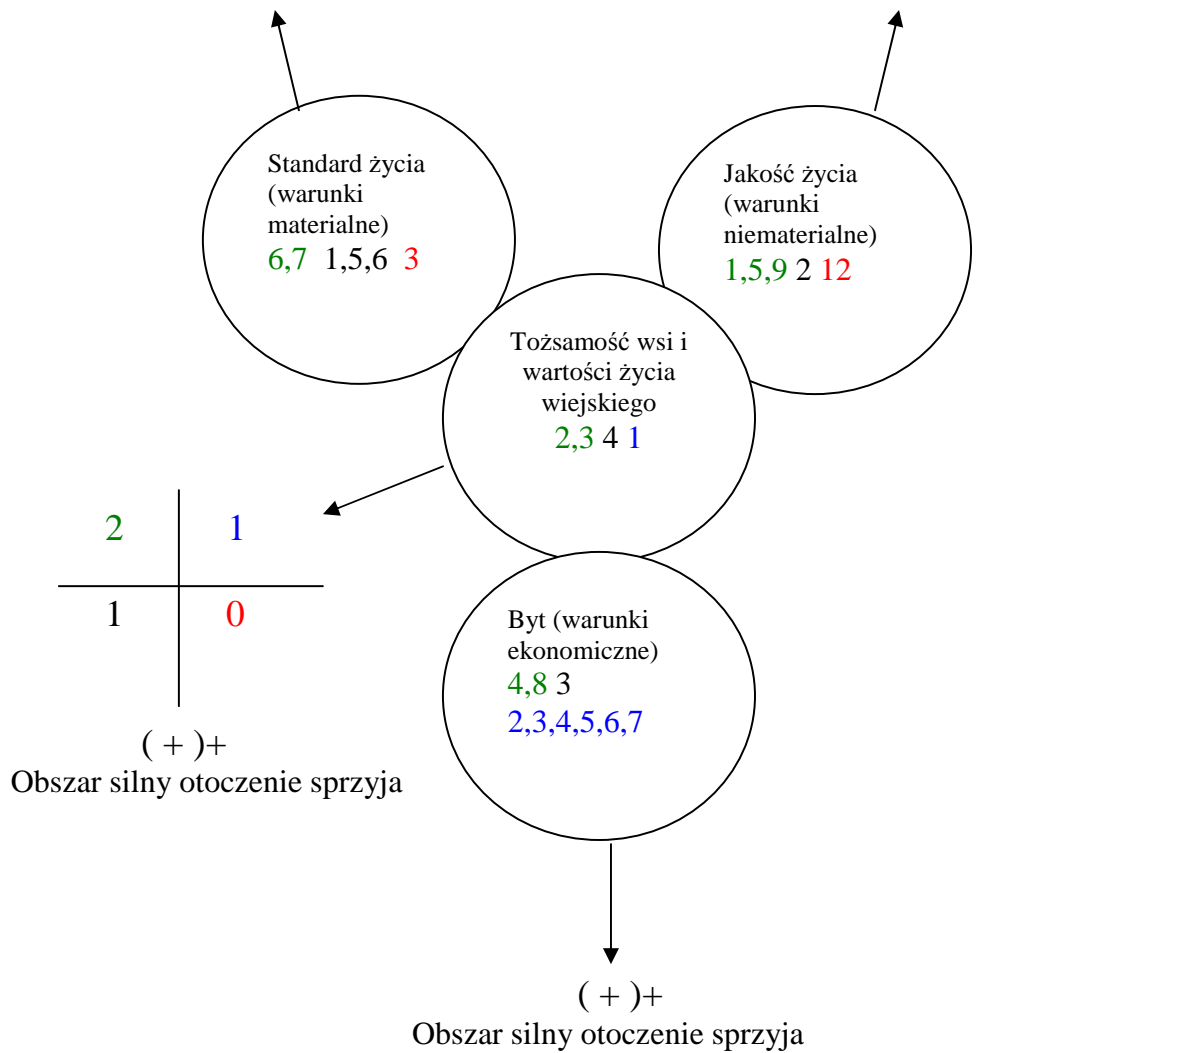 Standard życia
(warunki
materialne)
6,7 1,5,6 3
Jakość życia
(warunki
niematerialne)
1,5,9 2 12
Tożsamość wsi i
wartości życia
wiejskiego
2,3 4 1
2 1
1 0
( + )+
Obszar silny otoczenie sprzyja
Byt (warunki
ekonomiczne)
4,8 3
2,3,4,5,6,7
( + )+
Obszar silny otoczenie sprzyja